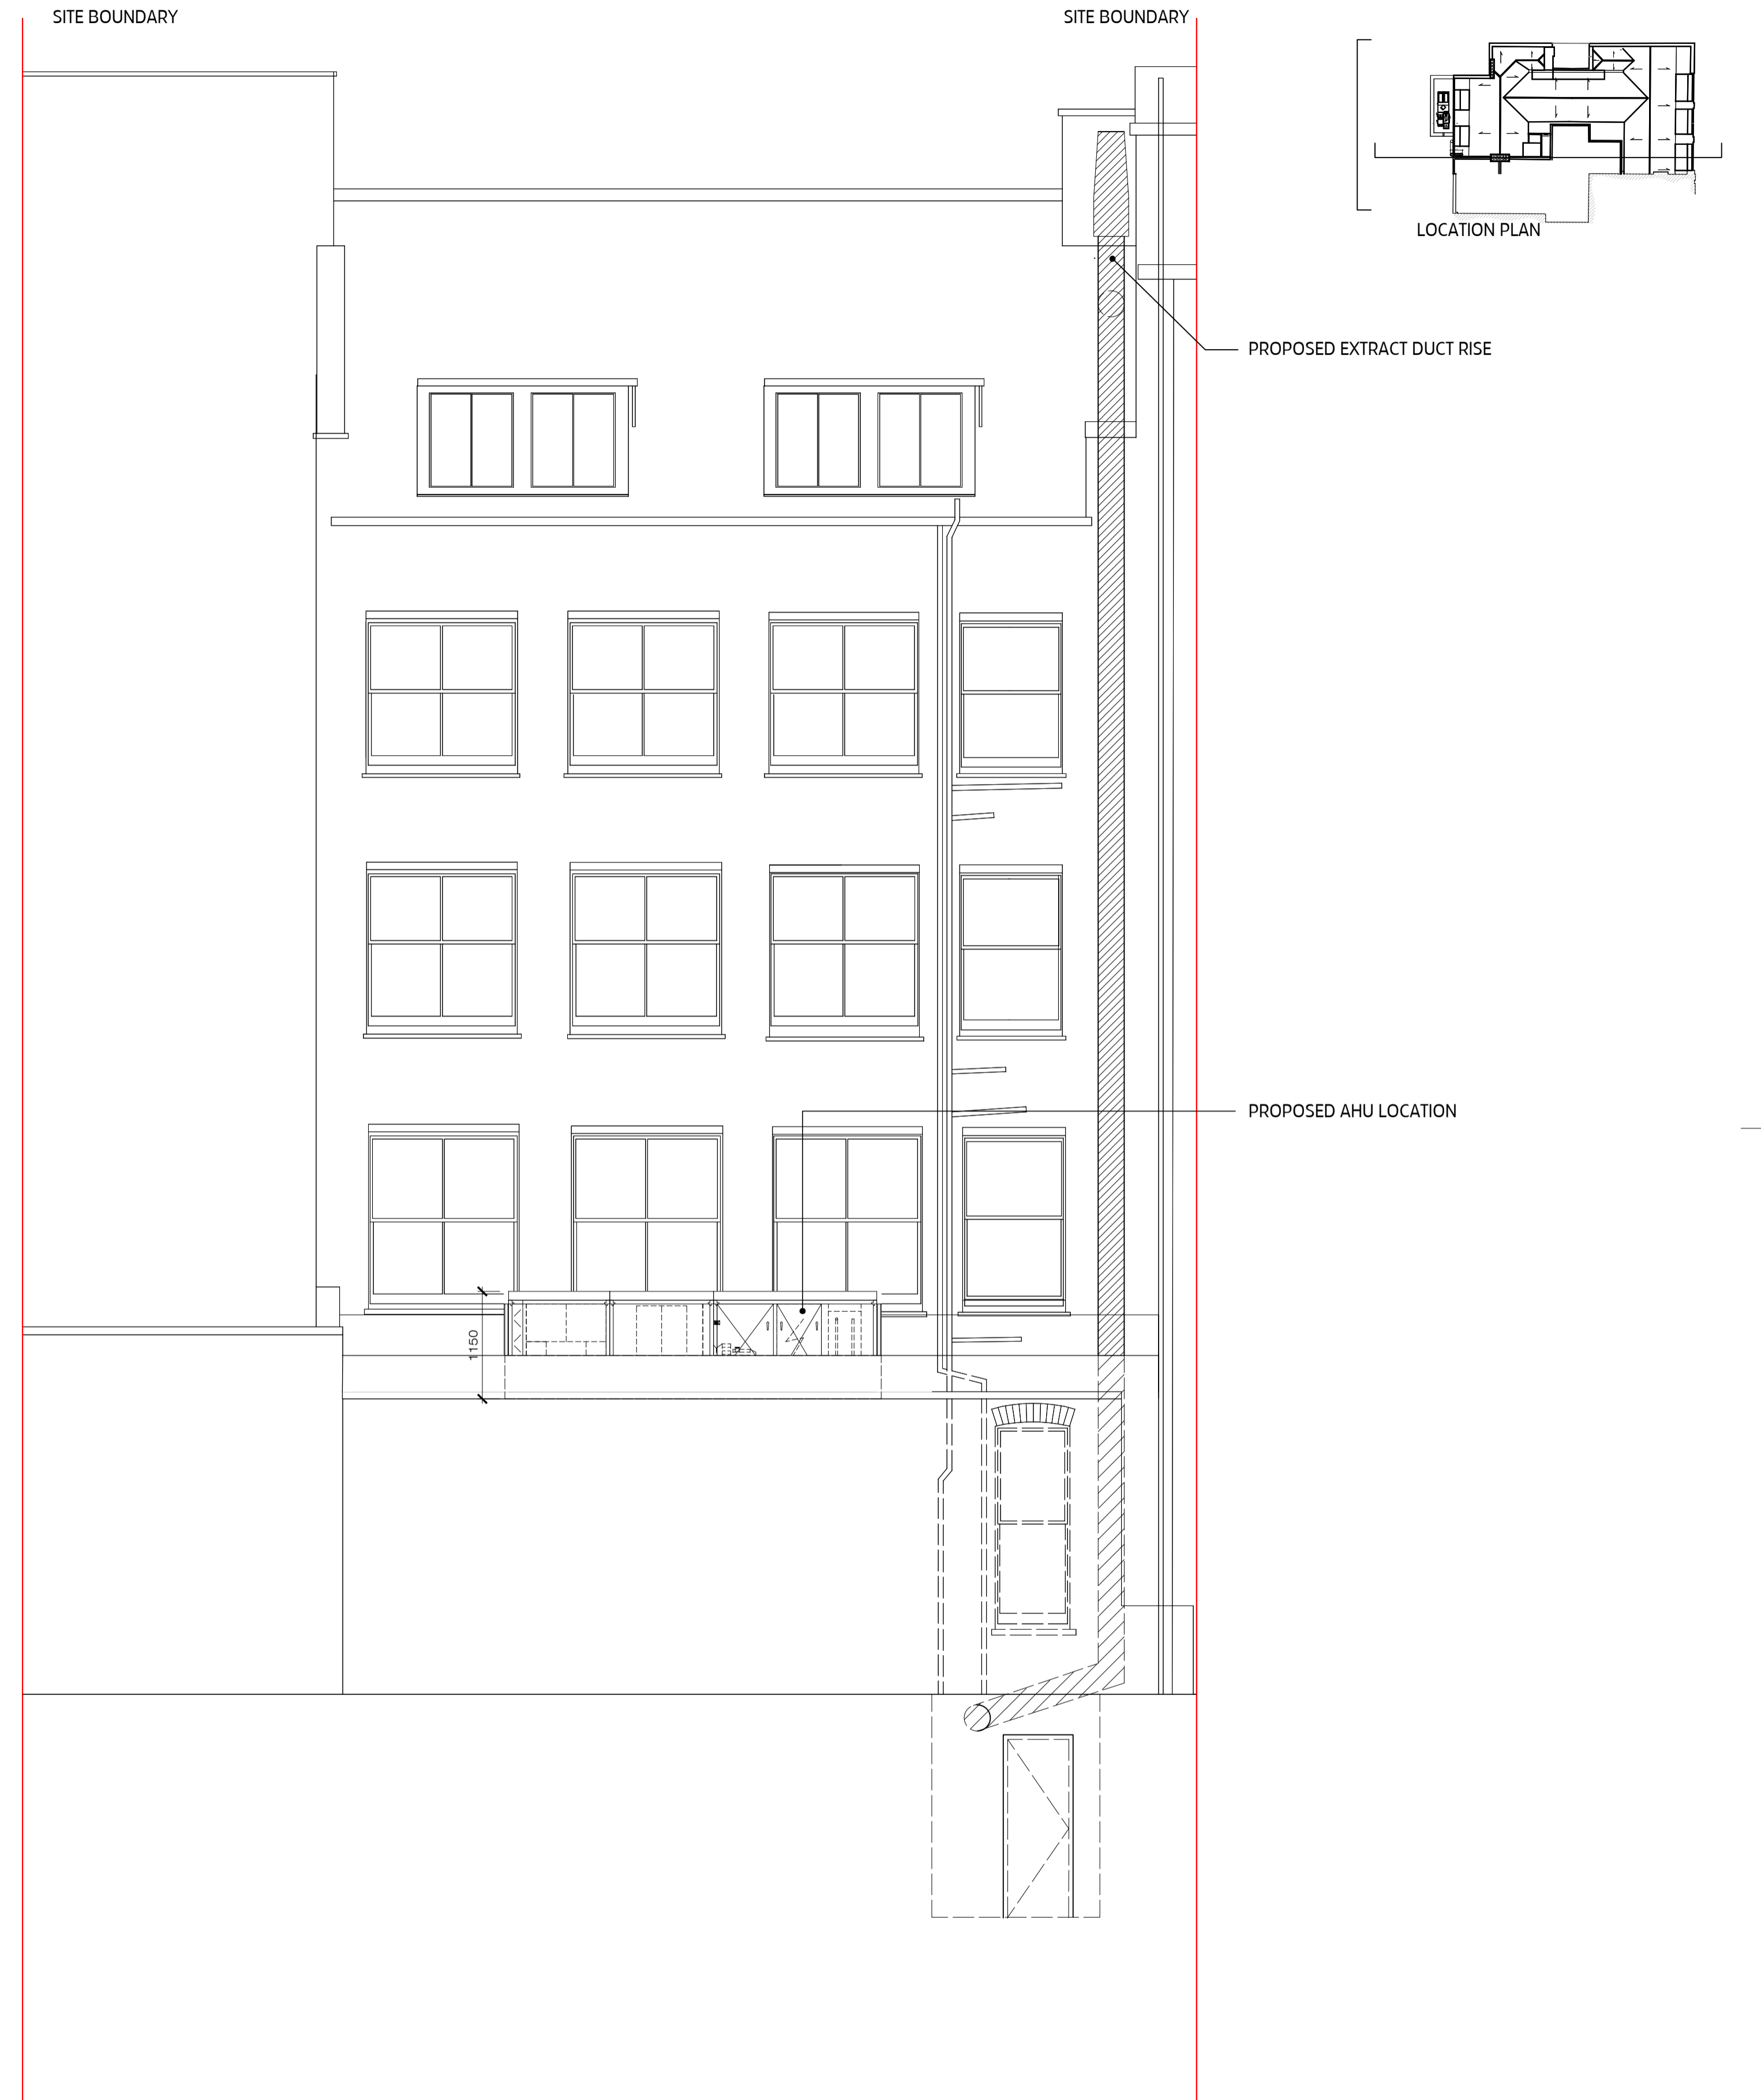 SITE BOUNDARY
SITE BOUNDARY
LOCATION PLAN
PROPOSED EXTRACT DUCT RISE
PROPOSED AHU LOCATION
1150